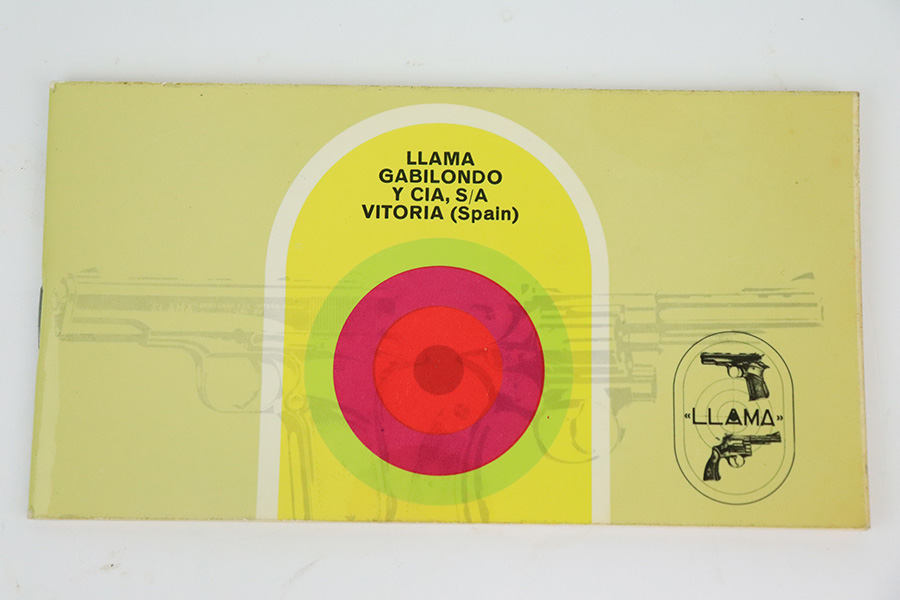 LLAMA
GABILONDO
Y CIA, S/A
VITORIA (Spain)
«LLAMA»